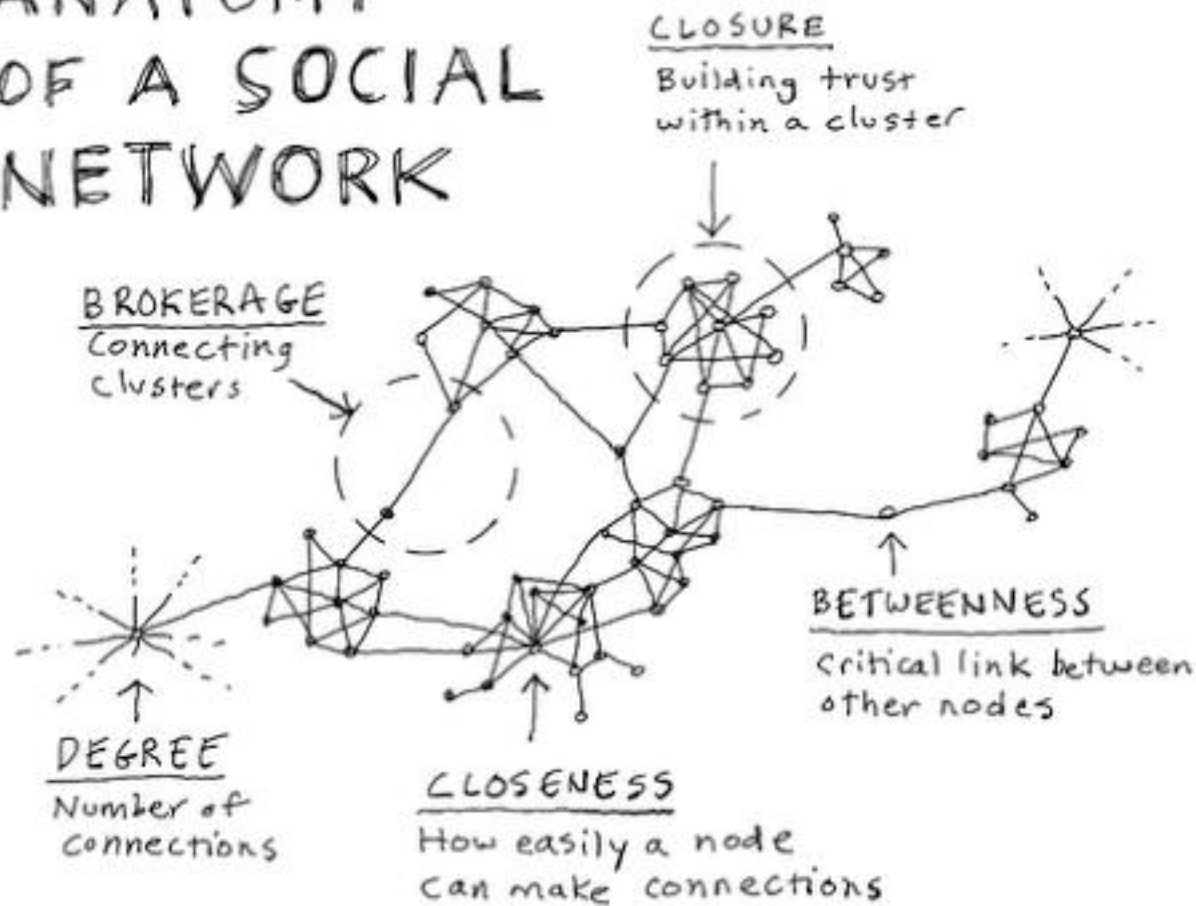 ANATOMY
OF A SOCIAL
NETWORK
CLOSURE
Building trust
within a cluster
BROKERAGE
Connecting
clusters
BETWEENNESS
Critical link between
other nodes
DEGREE
Number of
connections
CLOSENESS
How easily a node
can make connections